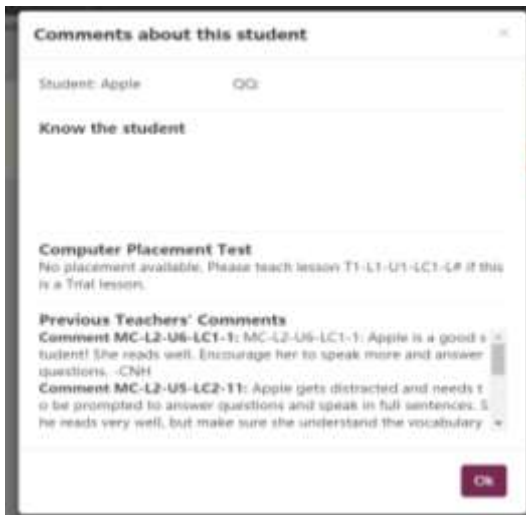 Comments about this student
×
Student: Apple QQ:
Know the student
Computer Placement Test
No placement available. Please teach lesson T1-L1-U1-LC1-L# if this
is a Trial lesson.
Previous Teachers' Comments
Comment MC-L2-U6-LC1-1: MC-L2-U6-LC1-1: Apple is a good s
tudent! She reads well. Encourage her to speak more and answer
questions. -CNH
Comment MC-L2-U5-LC2-11: Apple gets distracted and needs t
o be prompted to answer questions and speak in full sentences. S
he reads very well, but make sure she understand the vocabulary
Ok